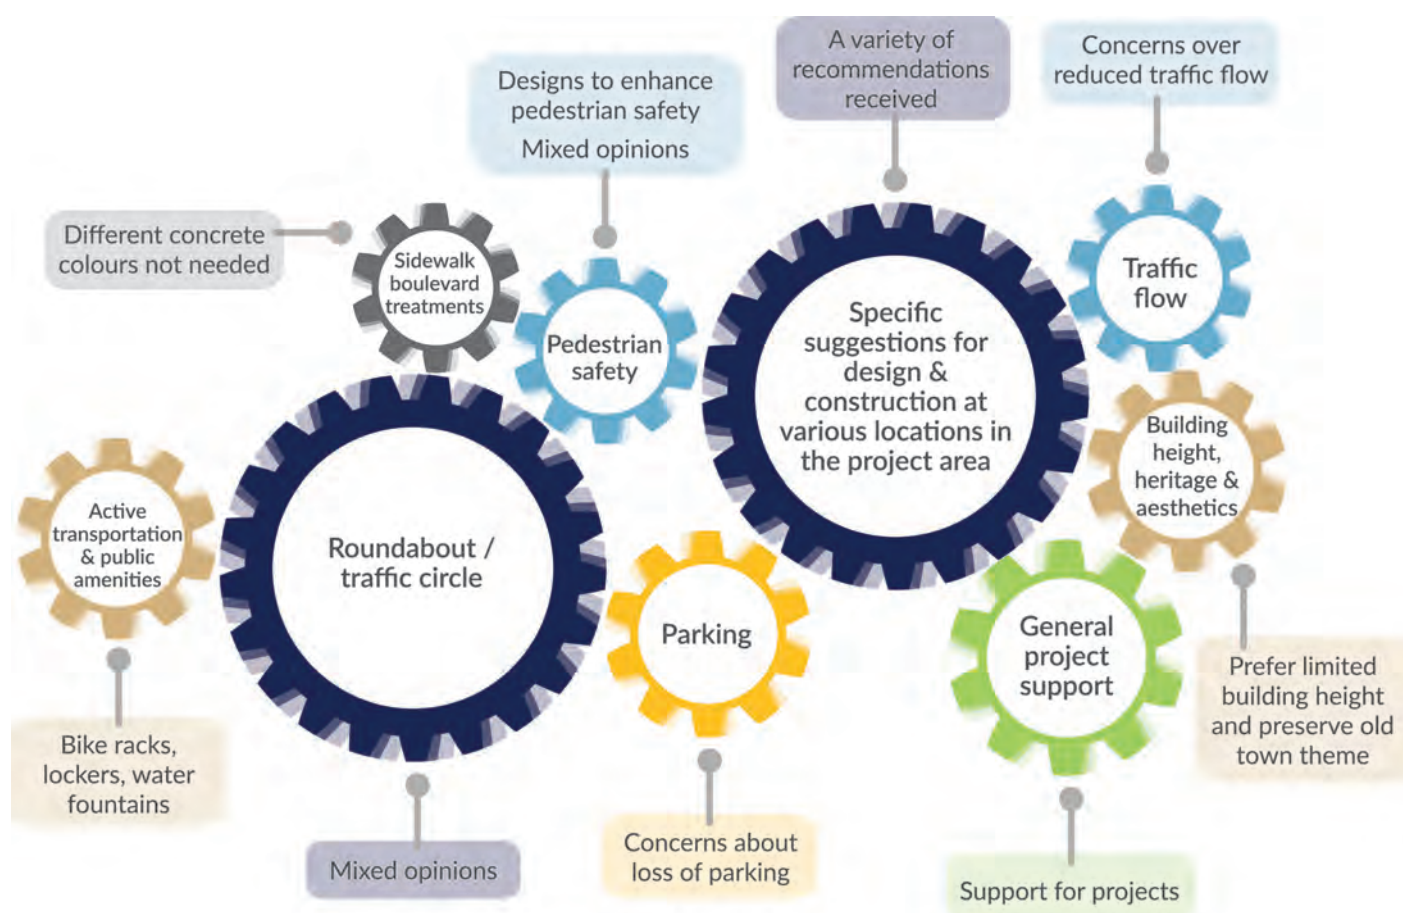 A variety of
recommendations
received
Concerns over
reduced traffic flow
Designs to enhance
pedestrian safety
Mixed opinions
Different concrete
colours not needed
Sidewalk
boulevard
treatments
Pedestrian
safety
Specific
suggestions for
design &
construction at
various locations in
the project area
Traffic
flow
Building
height,
heritage &
aesthetics
Active
transportation
& public
amenities
Roundabout /
traffic circle
Parking
General
project
support
Prefer limited
building height
and preserve old
town theme
Bike racks,
lockers, water
fountains
Mixed opinions
Concerns about
loss of parking
Support for projects